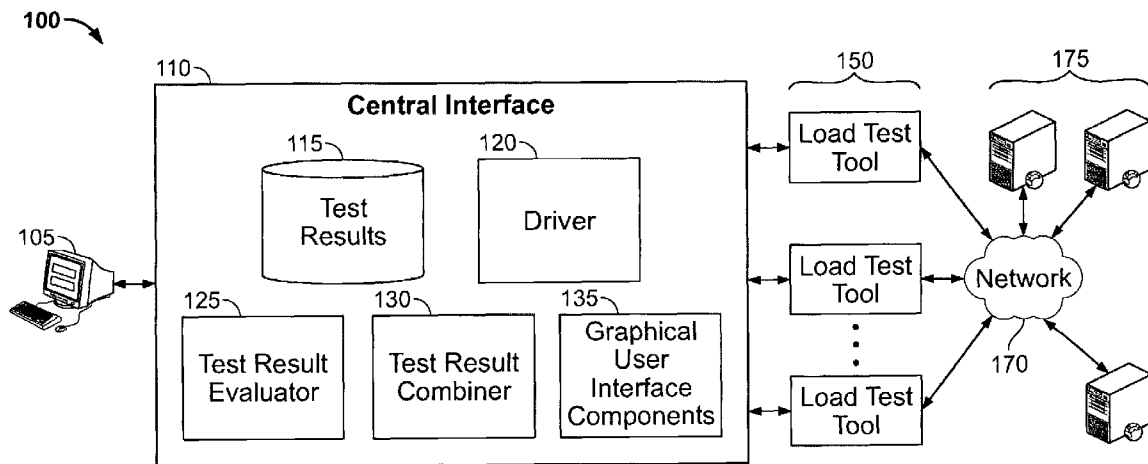 100
110
Central Interface
150
175
115
Test
Results
120
Driver
Load Test
Tool
105
125
Test Result
Evaluator
130
Test Result
Combiner
135
Graphical
User
Interface
Components
Load Test
Tool
Network
170
Load Test
Tool